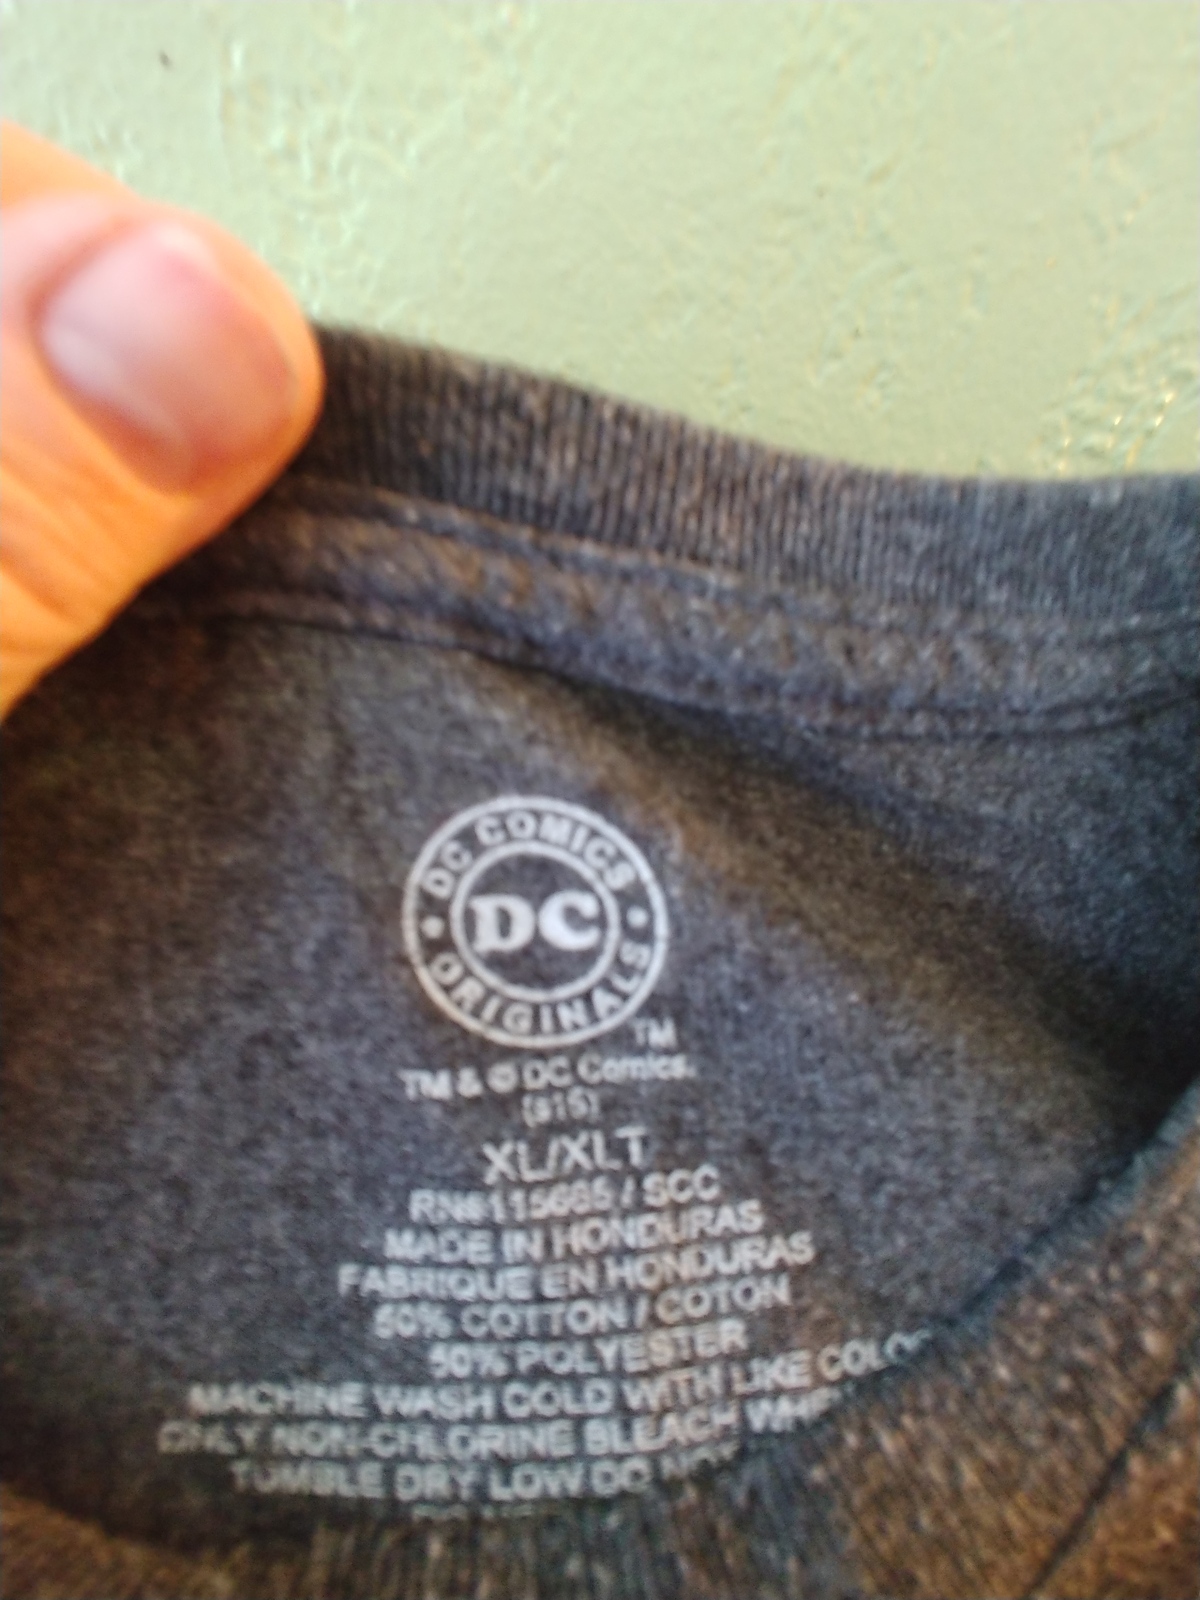 DC COMICS
DC
ORIGINALS
TM
TM & © DC Comics.
(s15)
XL/XLT
RN#115685 / SCC
MADE IN HONDURAS
FABRIQUE EN HONDURAS
50% COTTON / COTON
50% POLYESTER
MACHINE WASH COLD WITH LIKE
ONLY NON-CHLORINE BLEACH
TUMBLE DRY LOW DO